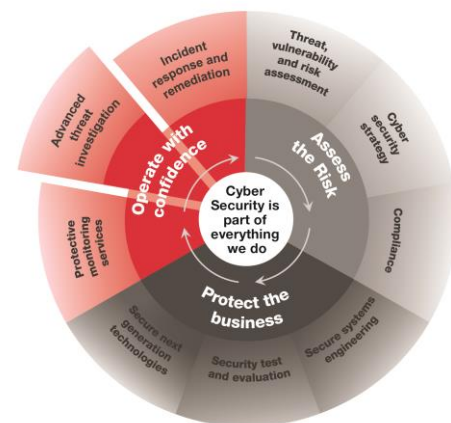 Cyber
Security is
part of
everything
we do
Assess
the Risk
Threat,
vulnerability
and risk
assessment
Cyber
security
strategy
Compliance
Protect the
business
Secure systems
engineering
Security test
and evaluation
Secure next
generation
technologies
Operate with
confidence
Protective
monitoring
services
Advanced
threat
investigation
Incident
response and
remediation